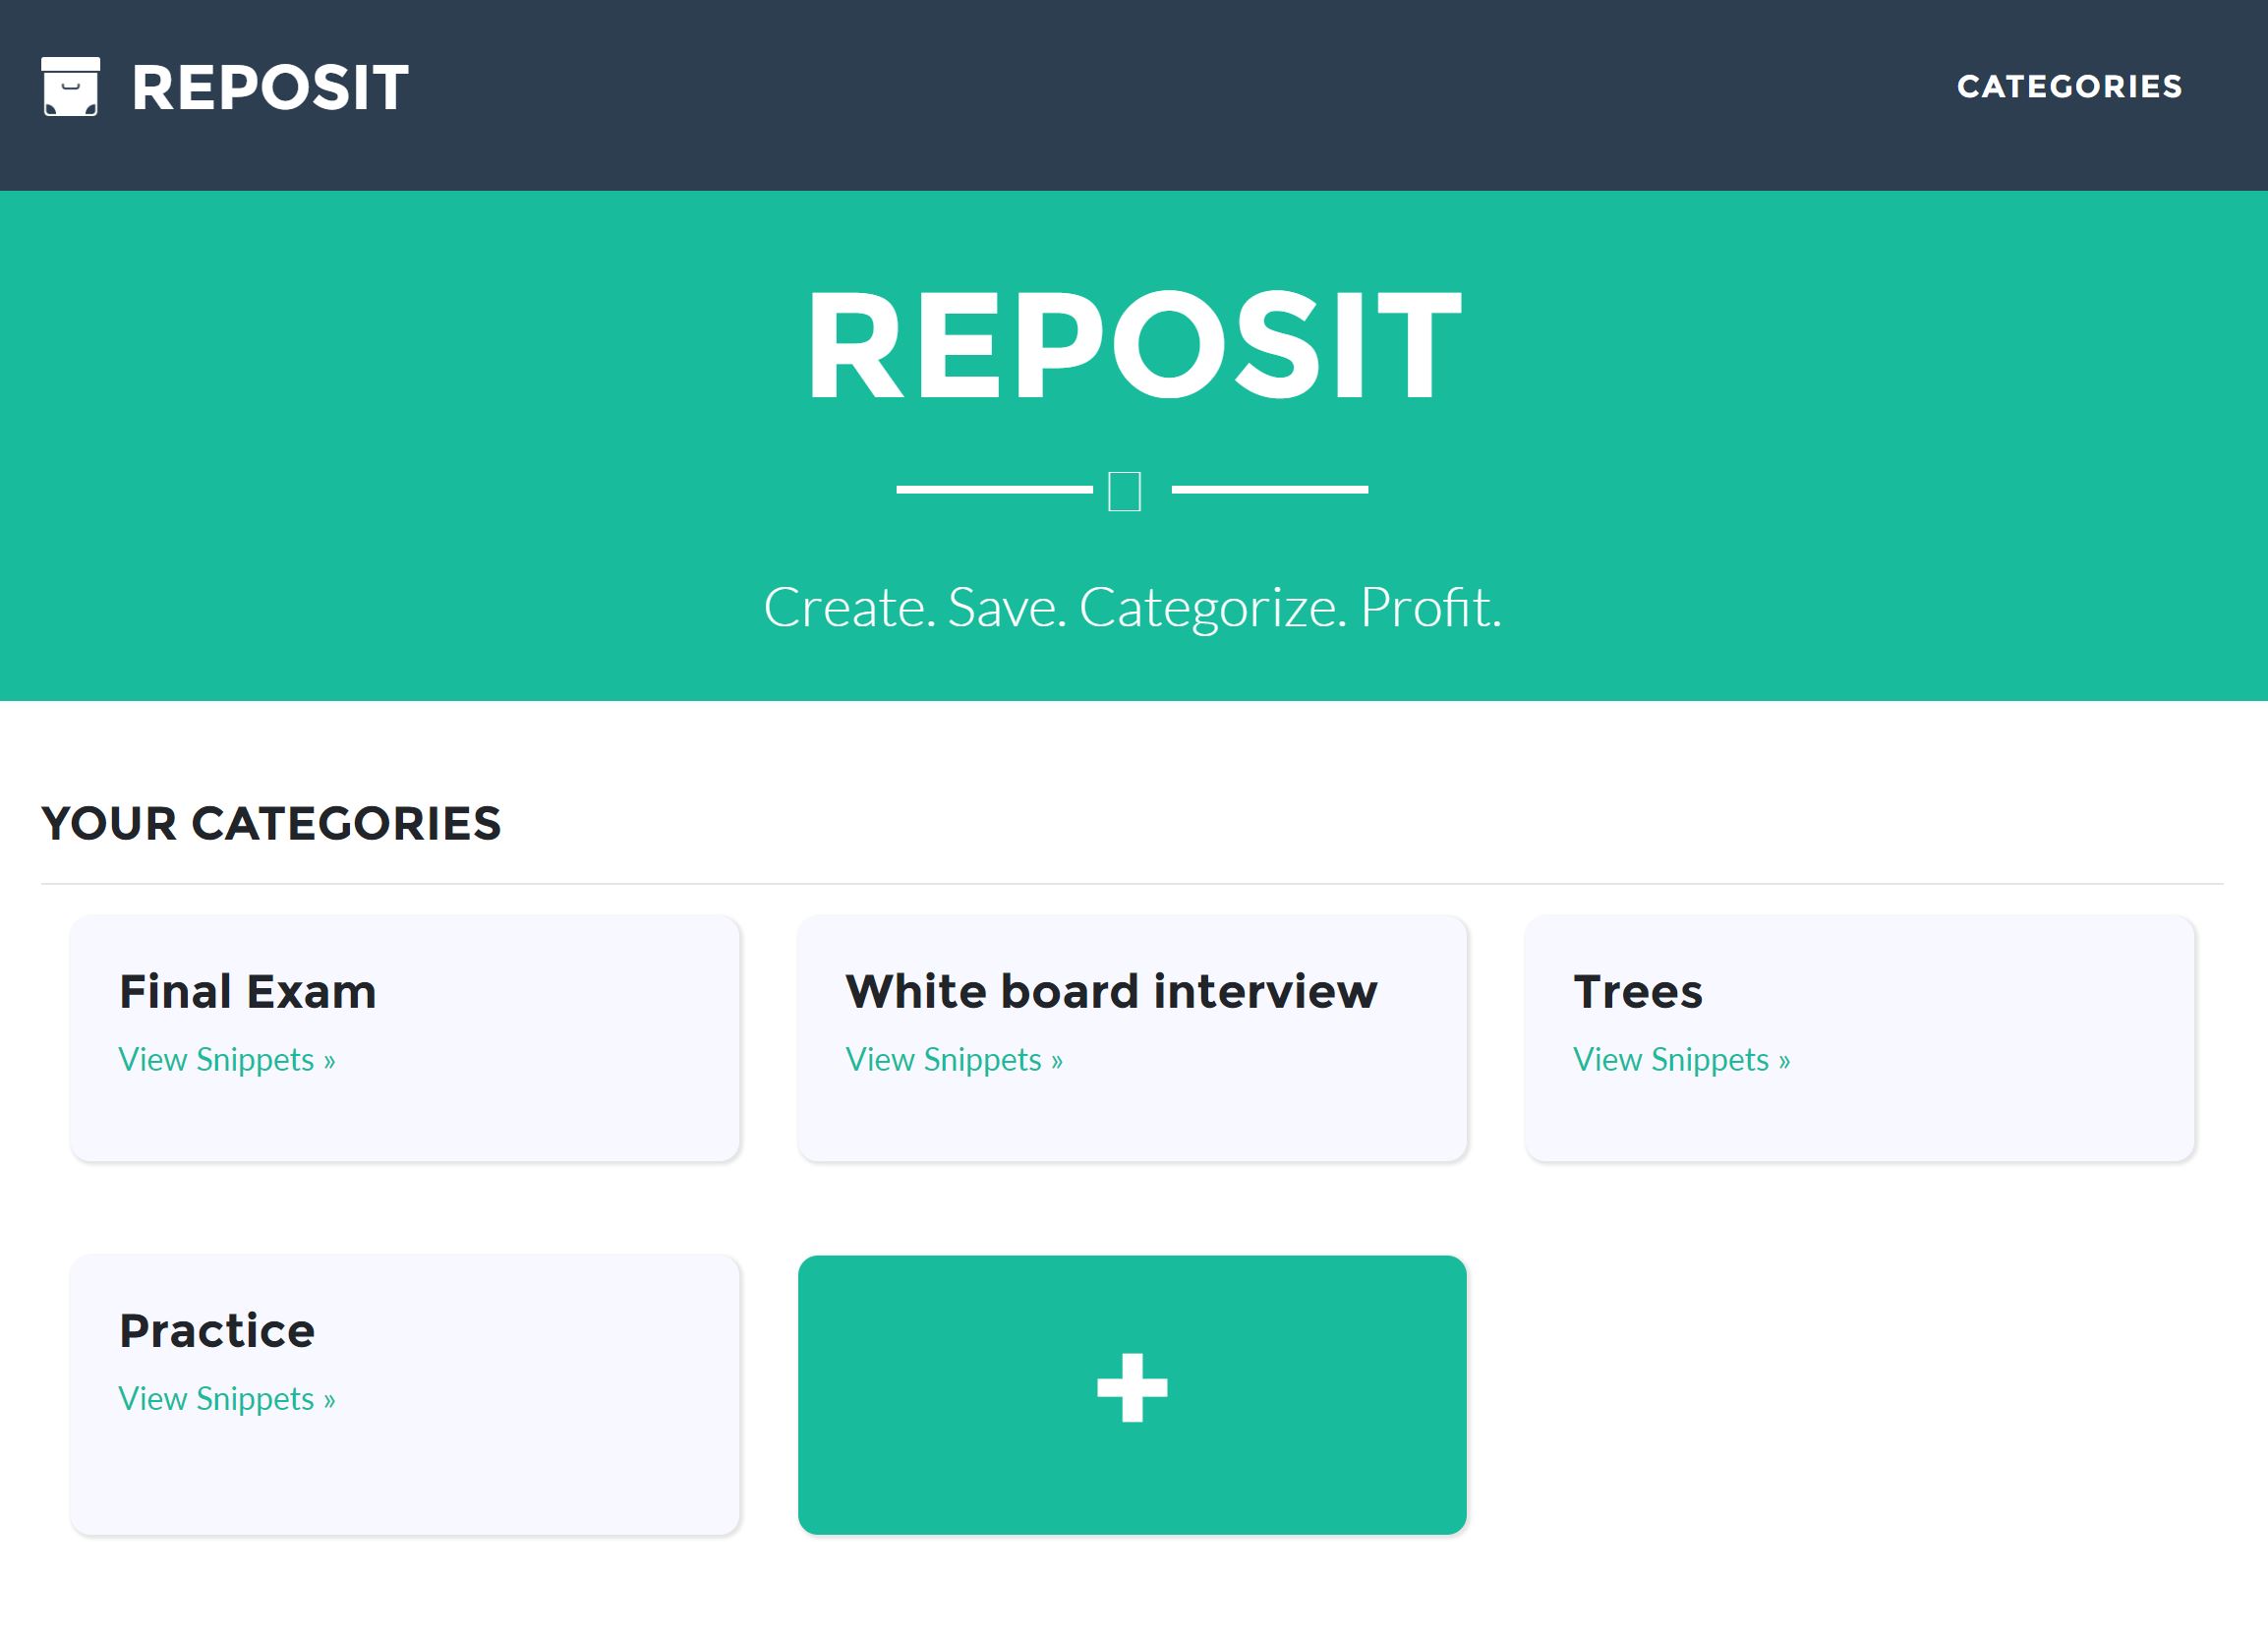 REPOSIT
CATEGORIES
REPOSIT
Create. Save. Categorize. Profit.
YOUR CATEGORIES
Final Exam
View Snippets »
White board interview
View Snippets »
Trees
View Snippets »
Practice
View Snippets »
+